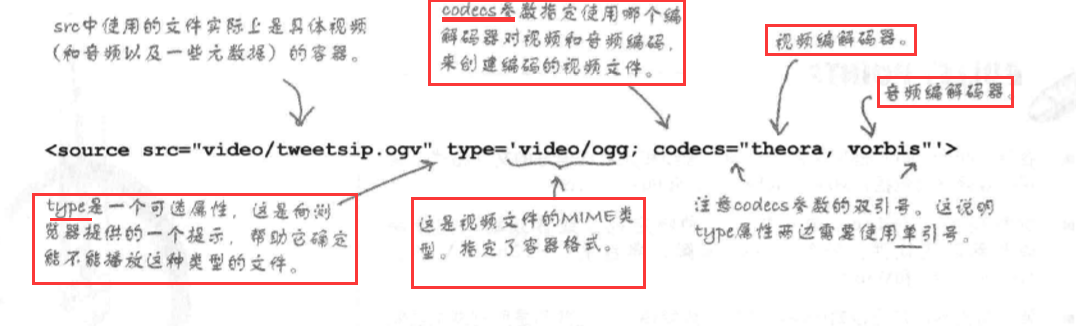 src中使用的文件实际上是具体视频
(和音频以及一些元数据)的容器。
codecs参数指定使用哪个编
解码器对视频和音频编码,
来创建编码的视频文件。
视频编解码器。
音频编解码器。
<source src="video/tweetsip.ogv" type='video/ogg; codecs="theora, vorbis"'>
type是一个可选属性, 这是向浏
览器提供的一个提示, 帮助它确定
能不能播放这种类型的文件。
这是视频文件的MIME类
型。指定了容器格式。
注意codecs参数的双引号。这说明
type属性两边需要使用单引号。